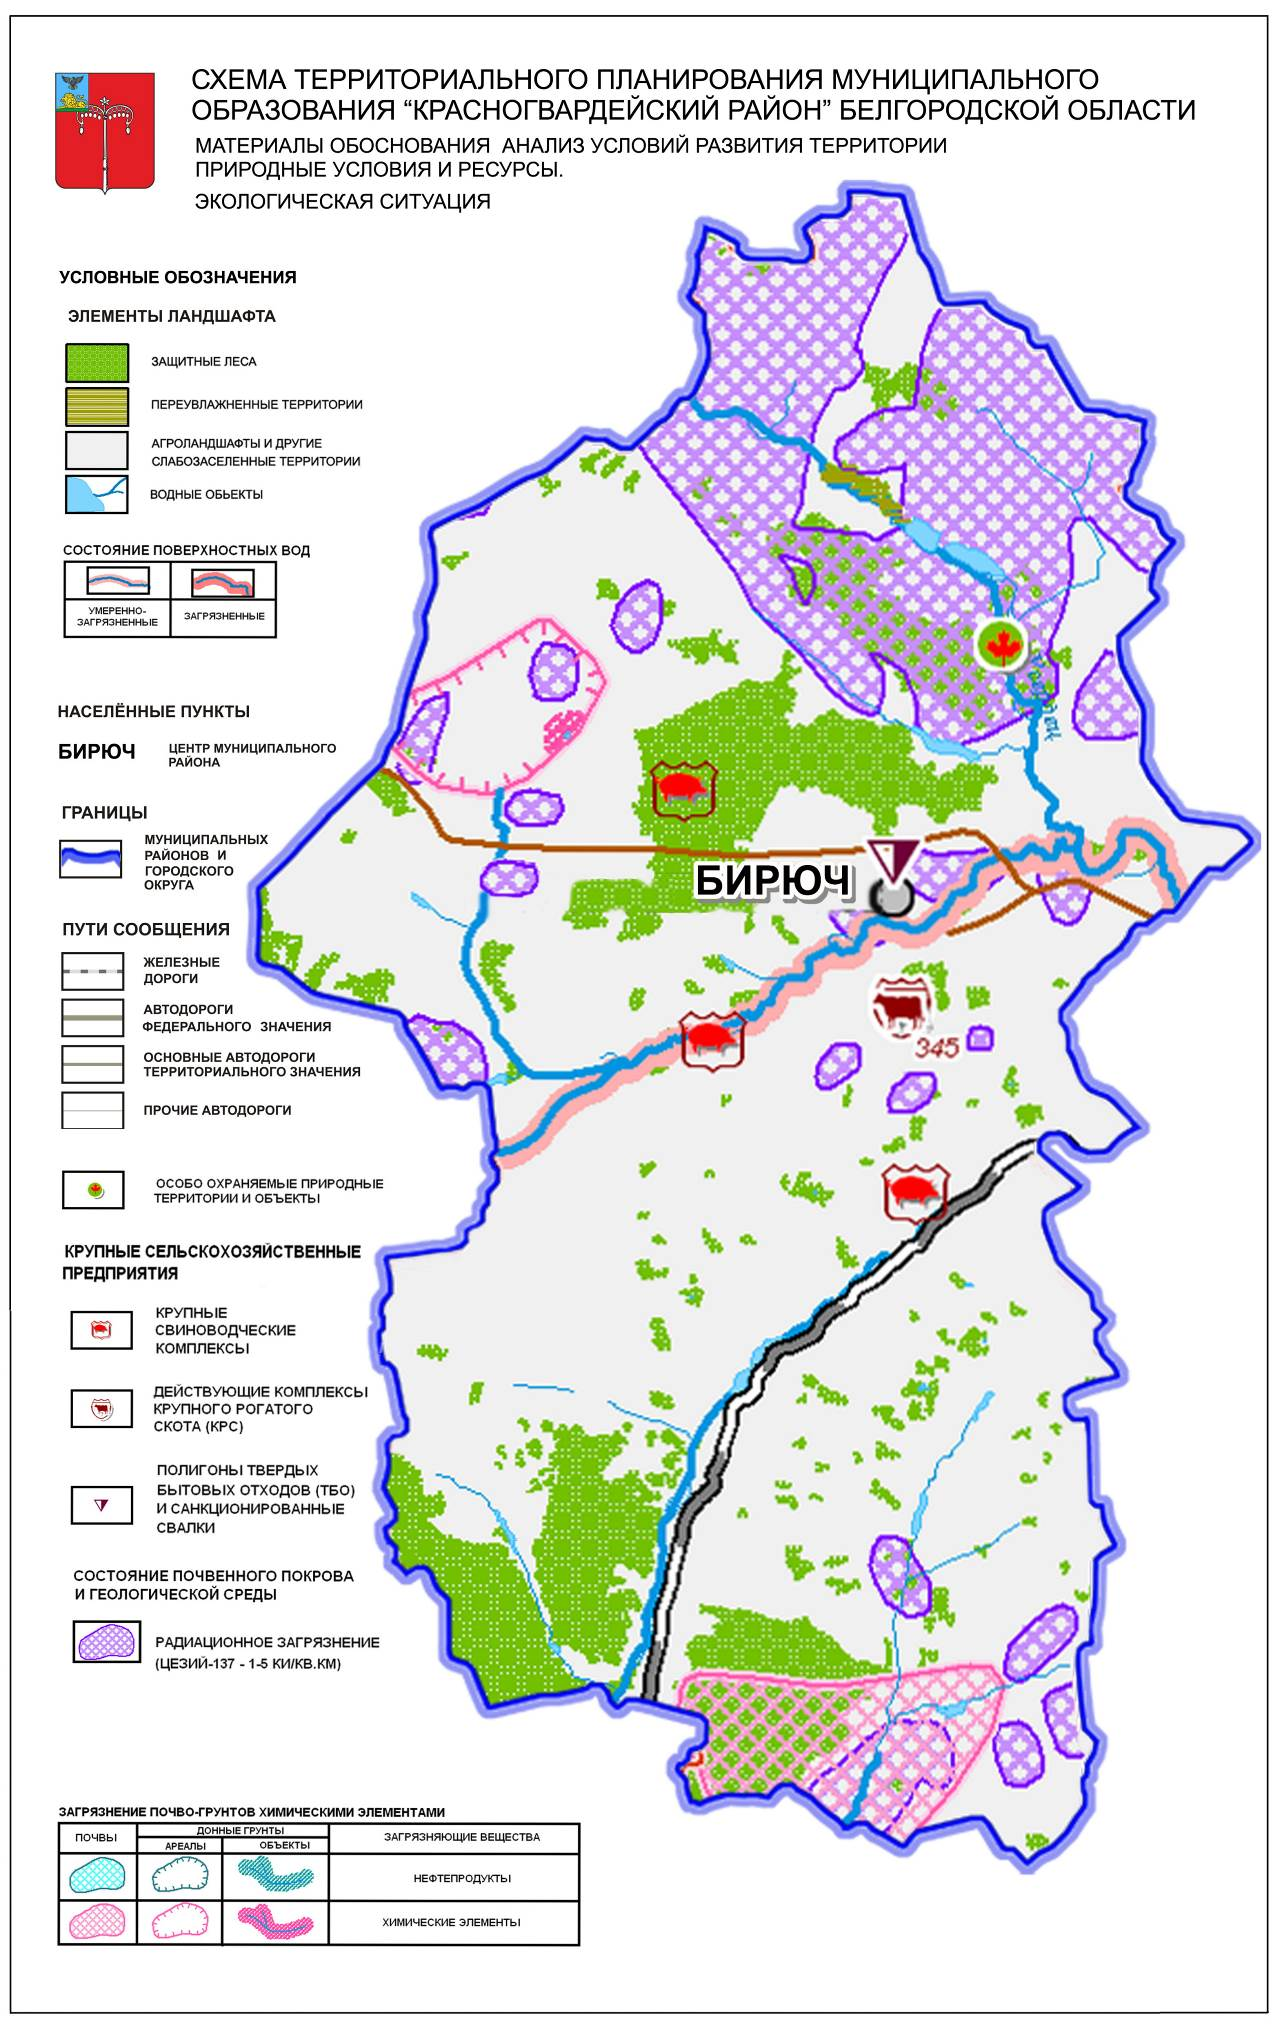 СХЕМА ТЕРРИТОРИАЛЬНОГО ПЛАНИРОВАНИЯ МУНИЦИПАЛЬНОГО
ОБРАЗОВАНИЯ “КРАСНОГВАРДЕЙСКИЙ РАЙОН” БЕЛГОРОДСКОЙ ОБЛАСТИ
МАТЕРИАЛЫ ОБОСНОВАНИЯ АНАЛИЗ УСЛОВИЙ РАЗВИТИЯ ТЕРРИТОРИИ
ПРИРОДНЫЕ УСЛОВИЯ И РЕСУРСЫ.
ЭКОЛОГИЧЕСКАЯ СИТУАЦИЯ
УСЛОВНЫЕ ОБОЗНАЧЕНИЯ
ЭЛЕМЕНТЫ ЛАНДШАФТА
ЗАЩИТНЫЕ ЛЕСА
ПЕРЕУВЛАЖНЕННЫЕ ТЕРРИТОРИИ
АГРОЛАНДШАФТЫ И ДРУГИЕ
СЛАБОЗАСЕЛЕННЫЕ ТЕРРИТОРИИ
ВОДНЫЕ ОБЪЕКТЫ
СОСТОЯНИЕ ПОВЕРХНОСТНЫХ ВОД
УМЕРЕННО-
ЗАГРЯЗНЕННЫЕ
ЗАГРЯЗНЕННЫЕ
НАСЕЛЁННЫЕ ПУНКТЫ
БИРЮЧ
ЦЕНТР МУНИЦИПАЛЬНОГО
РАЙОНА
ГРАНИЦЫ
МУНИЦИПАЛЬНЫХ
РАЙОНОВ И
ГОРОДСКОГО
ОКРУГА
ПУТИ СООБЩЕНИЯ
ЖЕЛЕЗНЫЕ
ДОРОГИ
АВТОДОРОГИ
ФЕДЕРАЛЬНОГО ЗНАЧЕНИЯ
ОСНОВНЫЕ АВТОДОРОГИ
ТЕРРИТОРИАЛЬНОГО ЗНАЧЕНИЯ
ПРОЧИЕ АВТОДОРОГИ
ОСОБО ОХРАНЯЕМЫЕ ПРИРОДНЫЕ
ТЕРРИТОРИИ И ОБЪЕКТЫ
КРУПНЫЕ СЕЛЬСКОХОЗЯЙСТВЕННЫЕ
ПРЕДПРИЯТИЯ
КРУПНЫЕ
СВИНОВОДЧЕСКИЕ
КОМПЛЕКСЫ
ДЕЙСТВУЮЩИЕ КОМПЛЕКСЫ
КРУПНОГО РОГАТОГО
СКОТА (КРС)
ПОЛИГОНЫ ТВЕРДЫХ
БЫТОВЫХ ОТХОДОВ (ТБО)
И САНКЦИОНИРОВАННЫЕ
СВАЛКИ
СОСТОЯНИЕ ПОЧВЕННОГО ПОКРОВА
И ГЕОЛОГИЧЕСКОЙ СРЕДЫ
РАДИАЦИОННОЕ ЗАГРЯЗНЕНИЕ
(ЦЕЗИЙ-137 - 1-5 КИ/КВ.КМ)
БИРЮЧ
345
ЗАГРЯЗНЕНИЕ ПОЧВО-ГРУНТОВ ХИМИЧЕСКИМИ ЭЛЕМЕНТАМИ
ПОЧВЫ
ДОННЫЕ ГРУНТЫ
АРЕАЛЫ
ОБЪЕКТЫ
ЗАГРЯЗНЯЮЩИЕ ВЕЩЕСТВА
НЕФТЕПРОДУКТЫ
ХИМИЧЕСКИЕ ЭЛЕМЕНТЫ